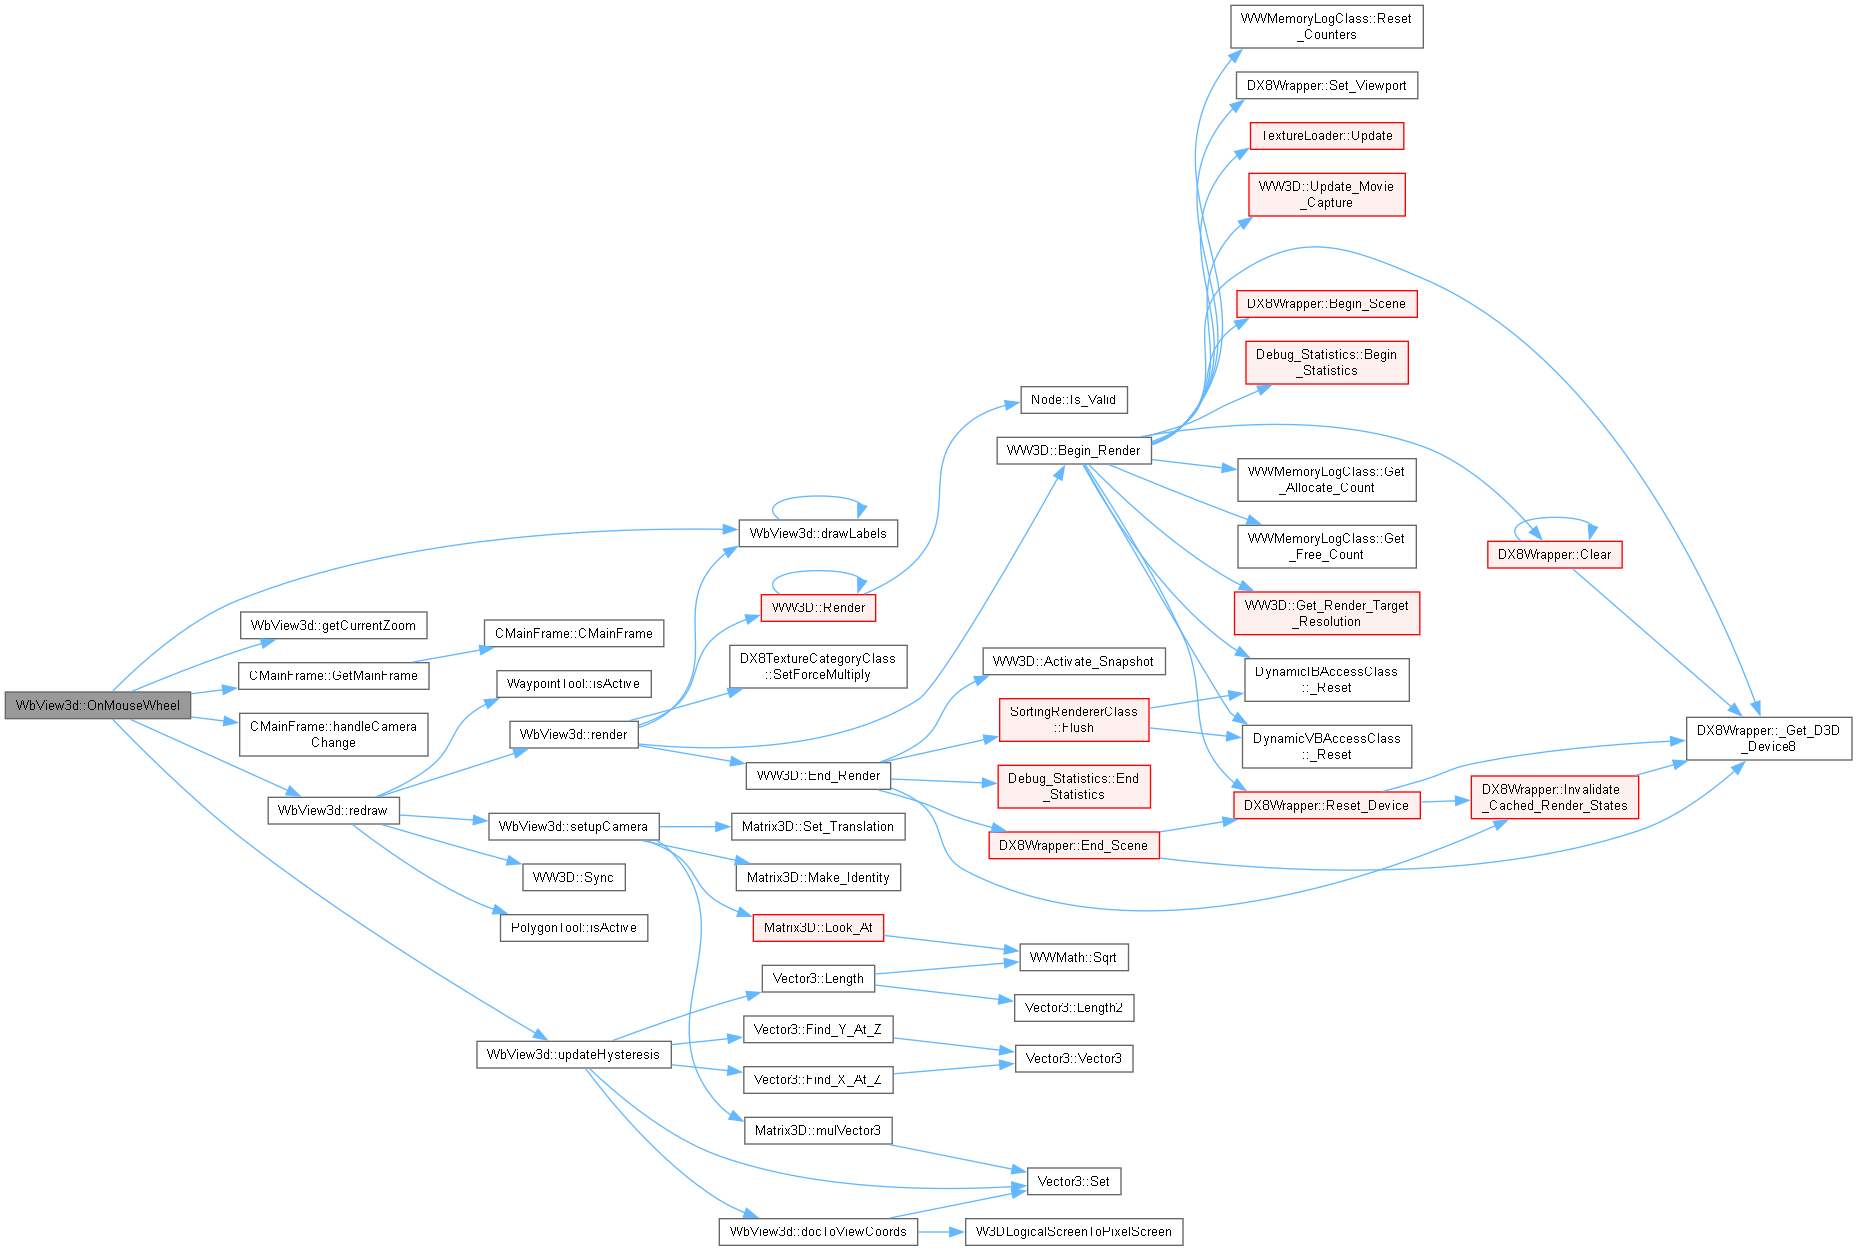 WWMemoryLogClass::Reset
_Counters
DX8Wrapper::Set_Viewport
TextureLoader::Update
WW3D::Update_Movie
_Capture
DX8Wrapper::Begin_Scene
Debug_Statistics::Begin
_Statistics
Node::Is_Valid
WW3D::Begin_Render
WWMemoryLogClass::Get
_Allocate_Count
WbView3d::drawLabels
WWMemoryLogClass::Get
_Free_Count
DX8Wrapper::Clear
WW3D::Render
WW3D::Get_Render_Target
_Resolution
WbView3d::getCurrentZoom
CMainFrame::CMainFrame
DX8TextureCategoryClass
::SetForceMultiply
WW3D::Activate_Snapshot
DynamicIBAccessClass
::_Reset
CMainFrame::GetMainFrame
WaypointTool::isActive
WbView3d::OnMouseWheel
SortingRendererClass
::Flush
CMainFrame::handleCamera
Change
WbView3d::render
DynamicVBAccessClass
::_Reset
DX8Wrapper::_Get_D3D
_Device8
WW3D::End_Render
Debug_Statistics::End
_Statistics
WbView3d::redraw
DX8Wrapper::Reset_Device
DX8Wrapper::Invalidate
_Cached_Render_States
WbView3d::setupCamera
Matrix3D::Set_Translation
DX8Wrapper::End_Scene
WW3D::Sync
Matrix3D::Make_Identity
PolygonTool::isActive
Matrix3D::Look_At
WWMath::Sqrt
Vector3::Length
Vector3::Length2
Vector3::Find_Y_At_Z
WbView3d::updateHysteresis
Vector3::Vector3
Vector3::Find_X_At_Z
Matrix3D::mulVector3
Vector3::Set
WbView3d::docToViewCoords
W3DLogicalScreenToPixelScreen